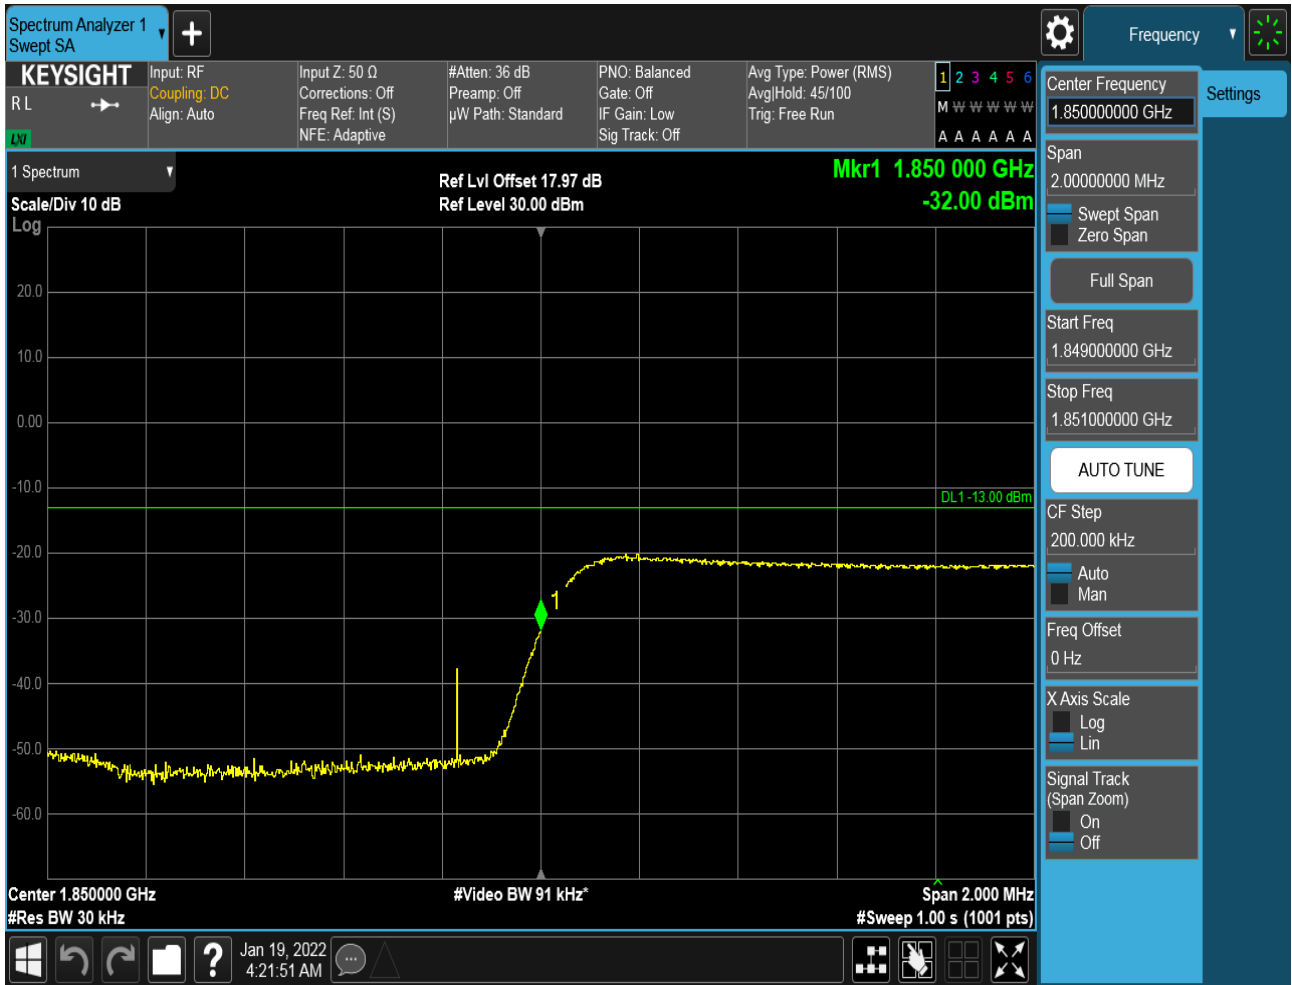 Spectrum Analyzer 1
Swept SA
Frequency
KEYSIGHT
R L
LXI
Input: RF
Coupling: DC
Align: Auto
Input Z: 50 Ω
Corrections: Off
Freq Ref: Int (S)
NFE: Adaptive
#Atten: 36 dB
Preamp: Off
µW Path: Standard
PNO: Balanced
Gate: Off
IF Gain: Low
Sig Track: Off
Avg Type: Power (RMS)
Avg|Hold: 45/100
Trig: Free Run
1 2 3 4 5 6
M W W W W W
A A A A A A
1 Spectrum
Scale/Div 10 dB
Log
Ref Lvl Offset 17.97 dB
Ref Level 30.00 dBm
Mkr1 1.850 000 GHz
-32.00 dBm
20.0
10.0
0.00
-10.0
DL1 -13.00 dBm
-20.0
1
-30.0
-40.0
-50.0
-60.0
Center 1.850000 GHz
#Res BW 30 kHz
#Video BW 91 kHz*
Span 2.000 MHz
#Sweep 1.00 s (1001 pts)
Jan 19, 2022
4:21:51 AM
Center Frequency
1.850000000 GHz
Settings
Span
2.00000000 MHz
Swept Span
Zero Span
Full Span
Start Freq
1.849000000 GHz
Stop Freq
1.851000000 GHz
AUTO TUNE
CF Step
200.000 kHz
Auto
Man
Freq Offset
0 Hz
X Axis Scale
Log
Lin
Signal Track
(Span Zoom)
On
Off